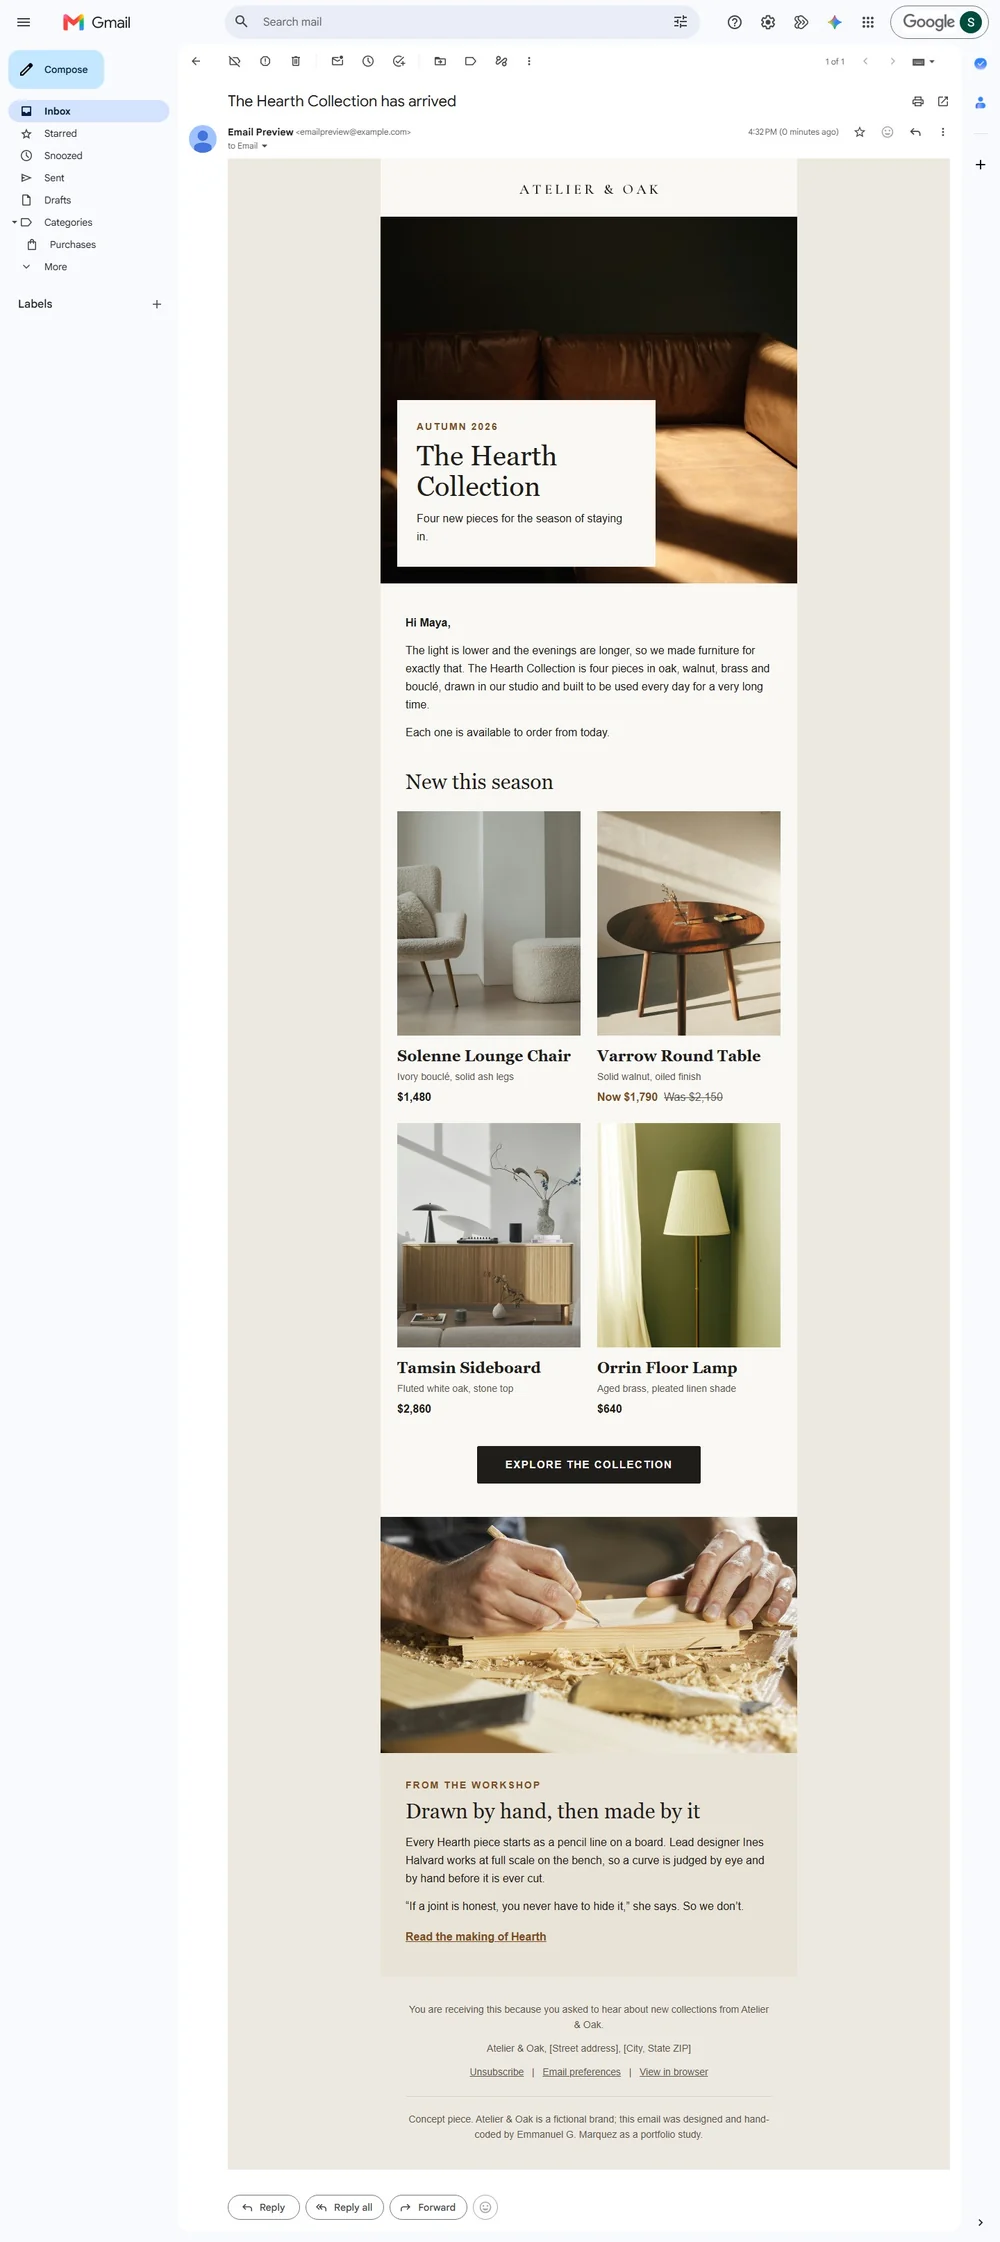 Gmail
Search mail
Google
S
Compose
1 of 1
Inbox
Starred
Snoozed
Sent
Drafts
Categories
Purchases
More
Labels
The Hearth Collection has arrived
Email Preview <emailpreview@example.com>
4:32 PM (0 minutes ago)
to Email
ATELIER & OAK
AUTUMN 2026
The Hearth
Collection
Four new pieces for the season of staying
in.
Hi Maya,
The light is lower and the evenings are longer, so we made furniture for
exactly that. The Hearth Collection is four pieces in oak, walnut, brass and
bouclé, drawn in our studio and built to be used every day for a very long
time.
Each one is available to order from today.
New this season
Solenne Lounge Chair
Ivory bouclé, solid ash legs
$1,480
Varrow Round Table
Solid walnut, oiled finish
Now $1,790 Was $2,150
Tamsin Sideboard
Fluted white oak, stone top
$2,860
Orrin Floor Lamp
Aged brass, pleated linen shade
$640
EXPLORE THE COLLECTION
FROM THE WORKSHOP
Drawn by hand, then made by it
Every Hearth piece starts as a pencil line on a board. Lead designer Ines
Halvard works at full scale on the bench, so a curve is judged by eye and
by hand before it is ever cut.
“If a joint is honest, you never have to hide it,” she says. So we don’t.
Read the making of Hearth
You are receiving this because you asked to hear about new collections from Atelier
& Oak.
Atelier & Oak, [Street address], [City, State ZIP]
Unsubscribe | Email preferences | View in browser
Concept piece. Atelier & Oak is a fictional brand; this email was designed and hand-
coded by Emmanuel G. Marquez as a portfolio study.
Reply
Reply all
Forward